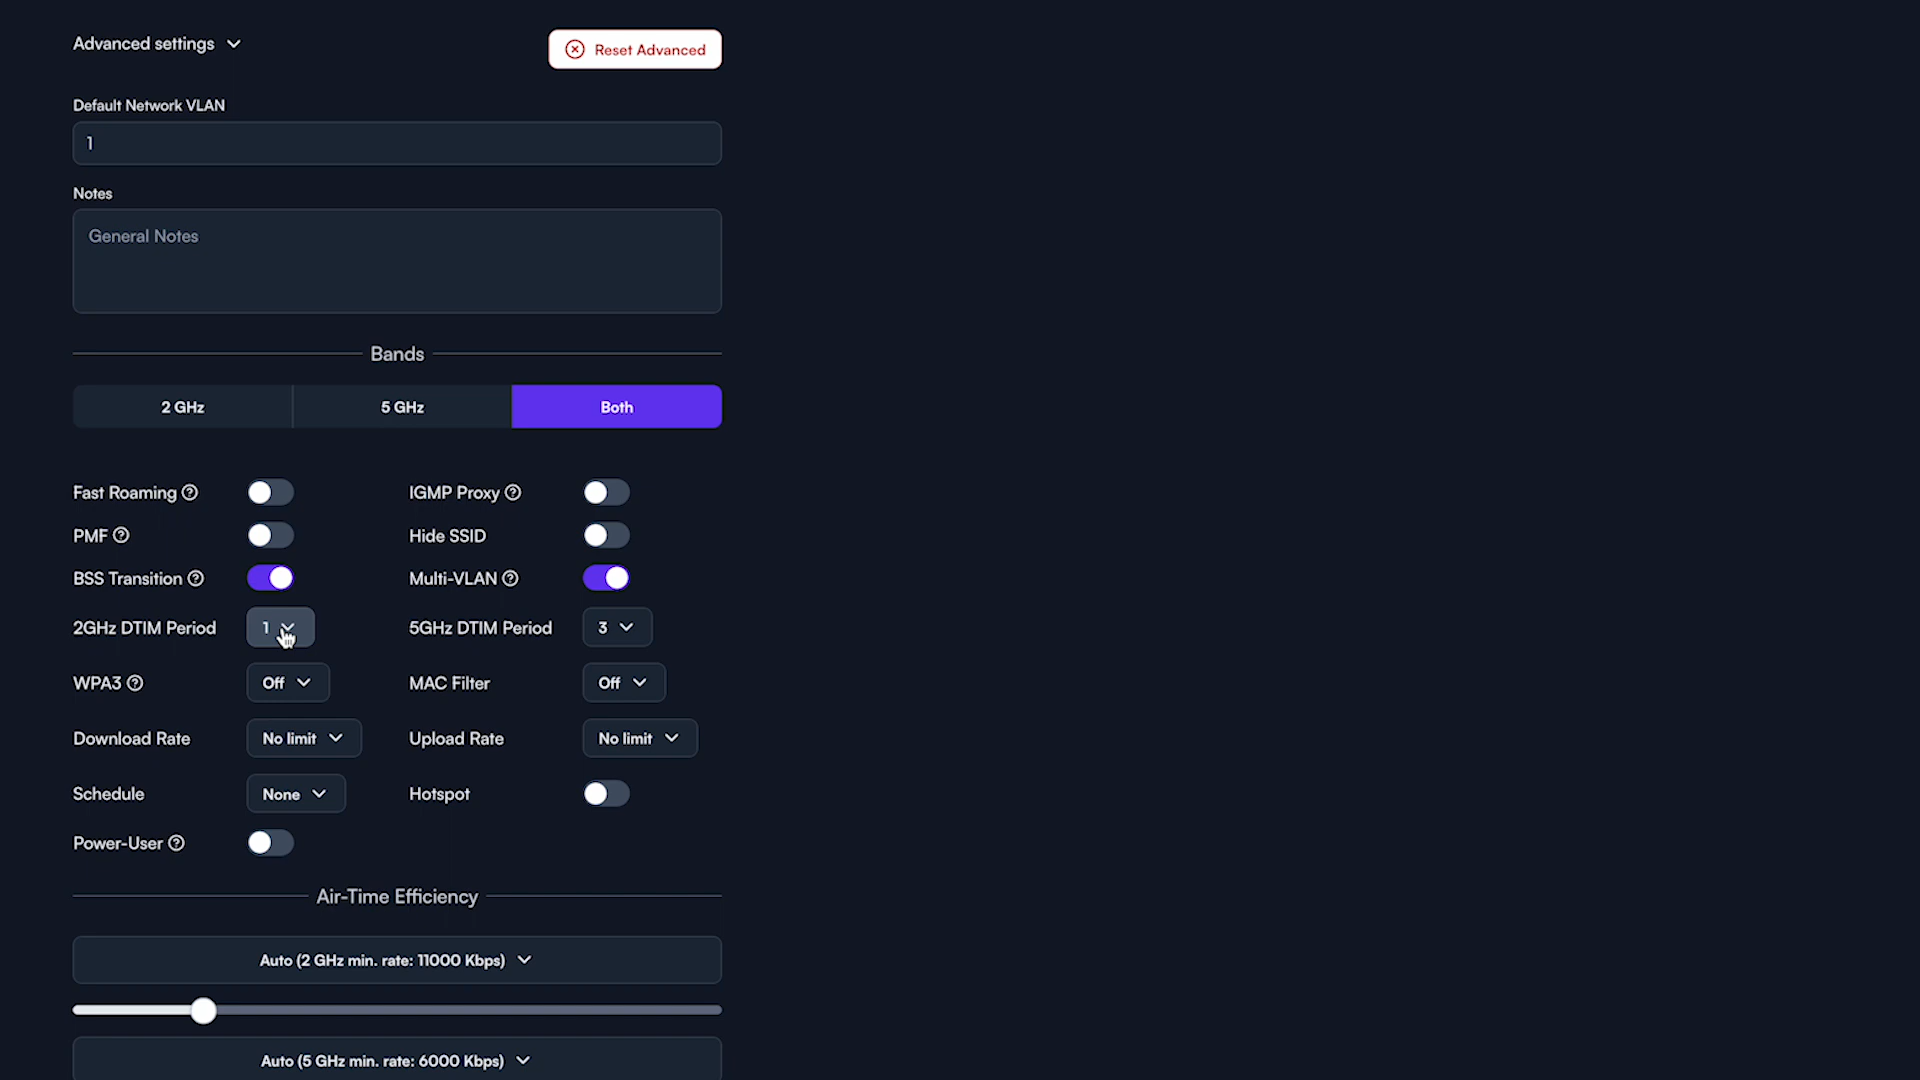 Advanced settings
Reset Advanced
Default Network VLAN
1
Notes
General Notes
Bands
2 GHz
5 GHz
Both
Fast Roaming
IGMP Proxy
PMF
Hide SSID
BSS Transition
Multi-VLAN
2GHz DTIM Period
1
5GHz DTIM Period
3
WPA3
Off
MAC Filter
Off
Download Rate
No limit
Upload Rate
No limit
Schedule
None
Hotspot
Power-User
Air-Time Efficiency
Auto (2 GHz min. rate: 11000 Kbps)
Auto (5 GHz min. rate: 6000 Kbps)